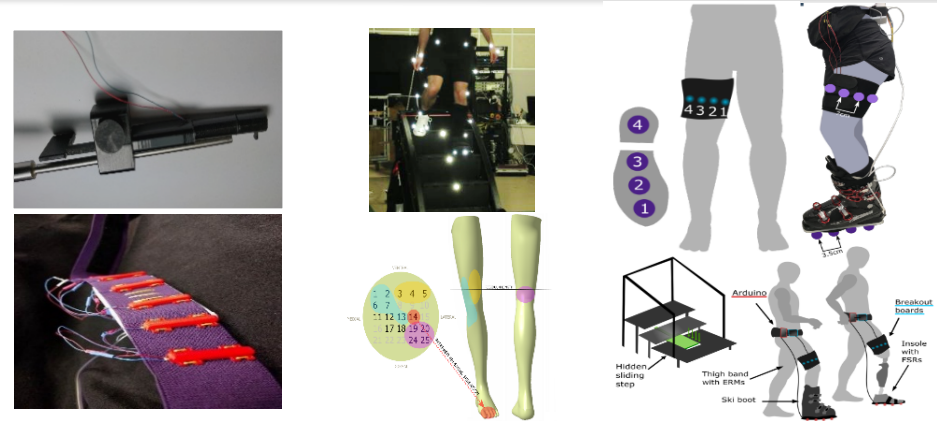 4 3 2 1
4
3
2
1
3.5cm
1 2 3 4 5
6 7
11 12 13 14
17 18 19 20
24 25
Arduino
Breakout
boards
Insole
with
FSRs
Hidden
sliding
step
Thigh band
with ERMs
Ski boot